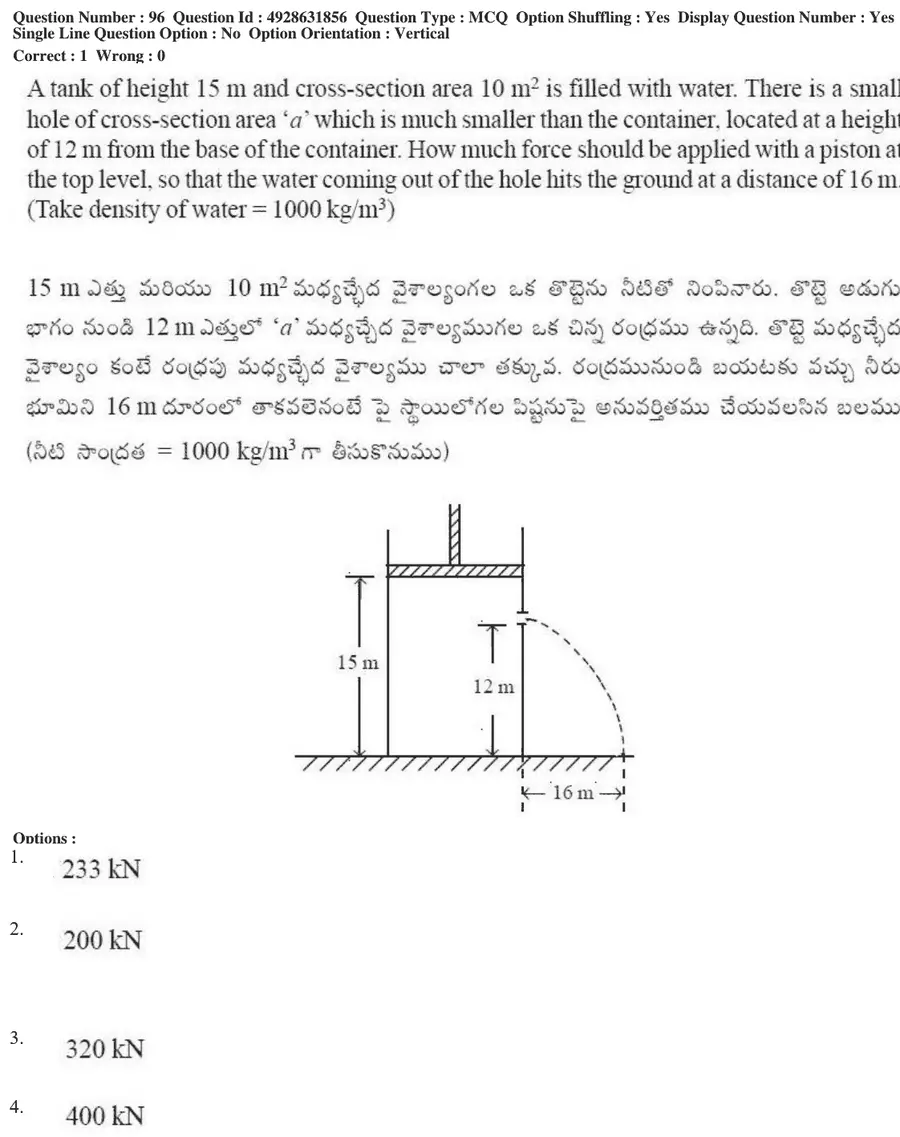 Question Number : 96 Question Id : 4928631856 Question Type : MCQ Option Shuffling : Yes Display Question Number : Yes
Single Line Question Option : No Option Orientation : Vertical
Correct : 1 Wrong : 0
A tank of height 15 m and cross-section area 10 m² is filled with water. There is a small
hole of cross-section area ‘a’ which is much smaller than the container, located at a height
of 12 m from the base of the container. How much force should be applied with a piston at
the top level, so that the water coming out of the hole hits the ground at a distance of 16 m.
(Take density of water = 1000 kg/m³)
15 m ఎత్తు మరియు 10 m² మధ్యచ్ఛేద వైశాల్యంగల ఒక తొట్టెను నీటితో నింపినారు. తొట్టె అడుగు
భాగం నుండి 12 m ఎత్తులో ‘a’ మధ్యచ్ఛేద వైశాల్యముగల ఒక చిన్న రంధ్రము ఉన్నది. తొట్టె మధ్యచ్ఛేద
వైశాల్యం కంటే రంధ్రపు మధ్యచ్ఛేద వైశాల్యము చాలా తక్కువ. రంధ్రమునుండి బయటకు వచ్చు నీరు
భూమిని 16 m దూరంలో తాకవలెనంటే పై స్థాయిలోగల పిష్టనుపై అనువర్తితము చేయవలసిన బలము
(నీటి సాంద్రత = 1000 kg/m³ గా తీసుకొనుము)
15 m
12 m
16 m
Options :
1.
233 kN
2.
200 kN
3.
320 kN
4.
400 kN